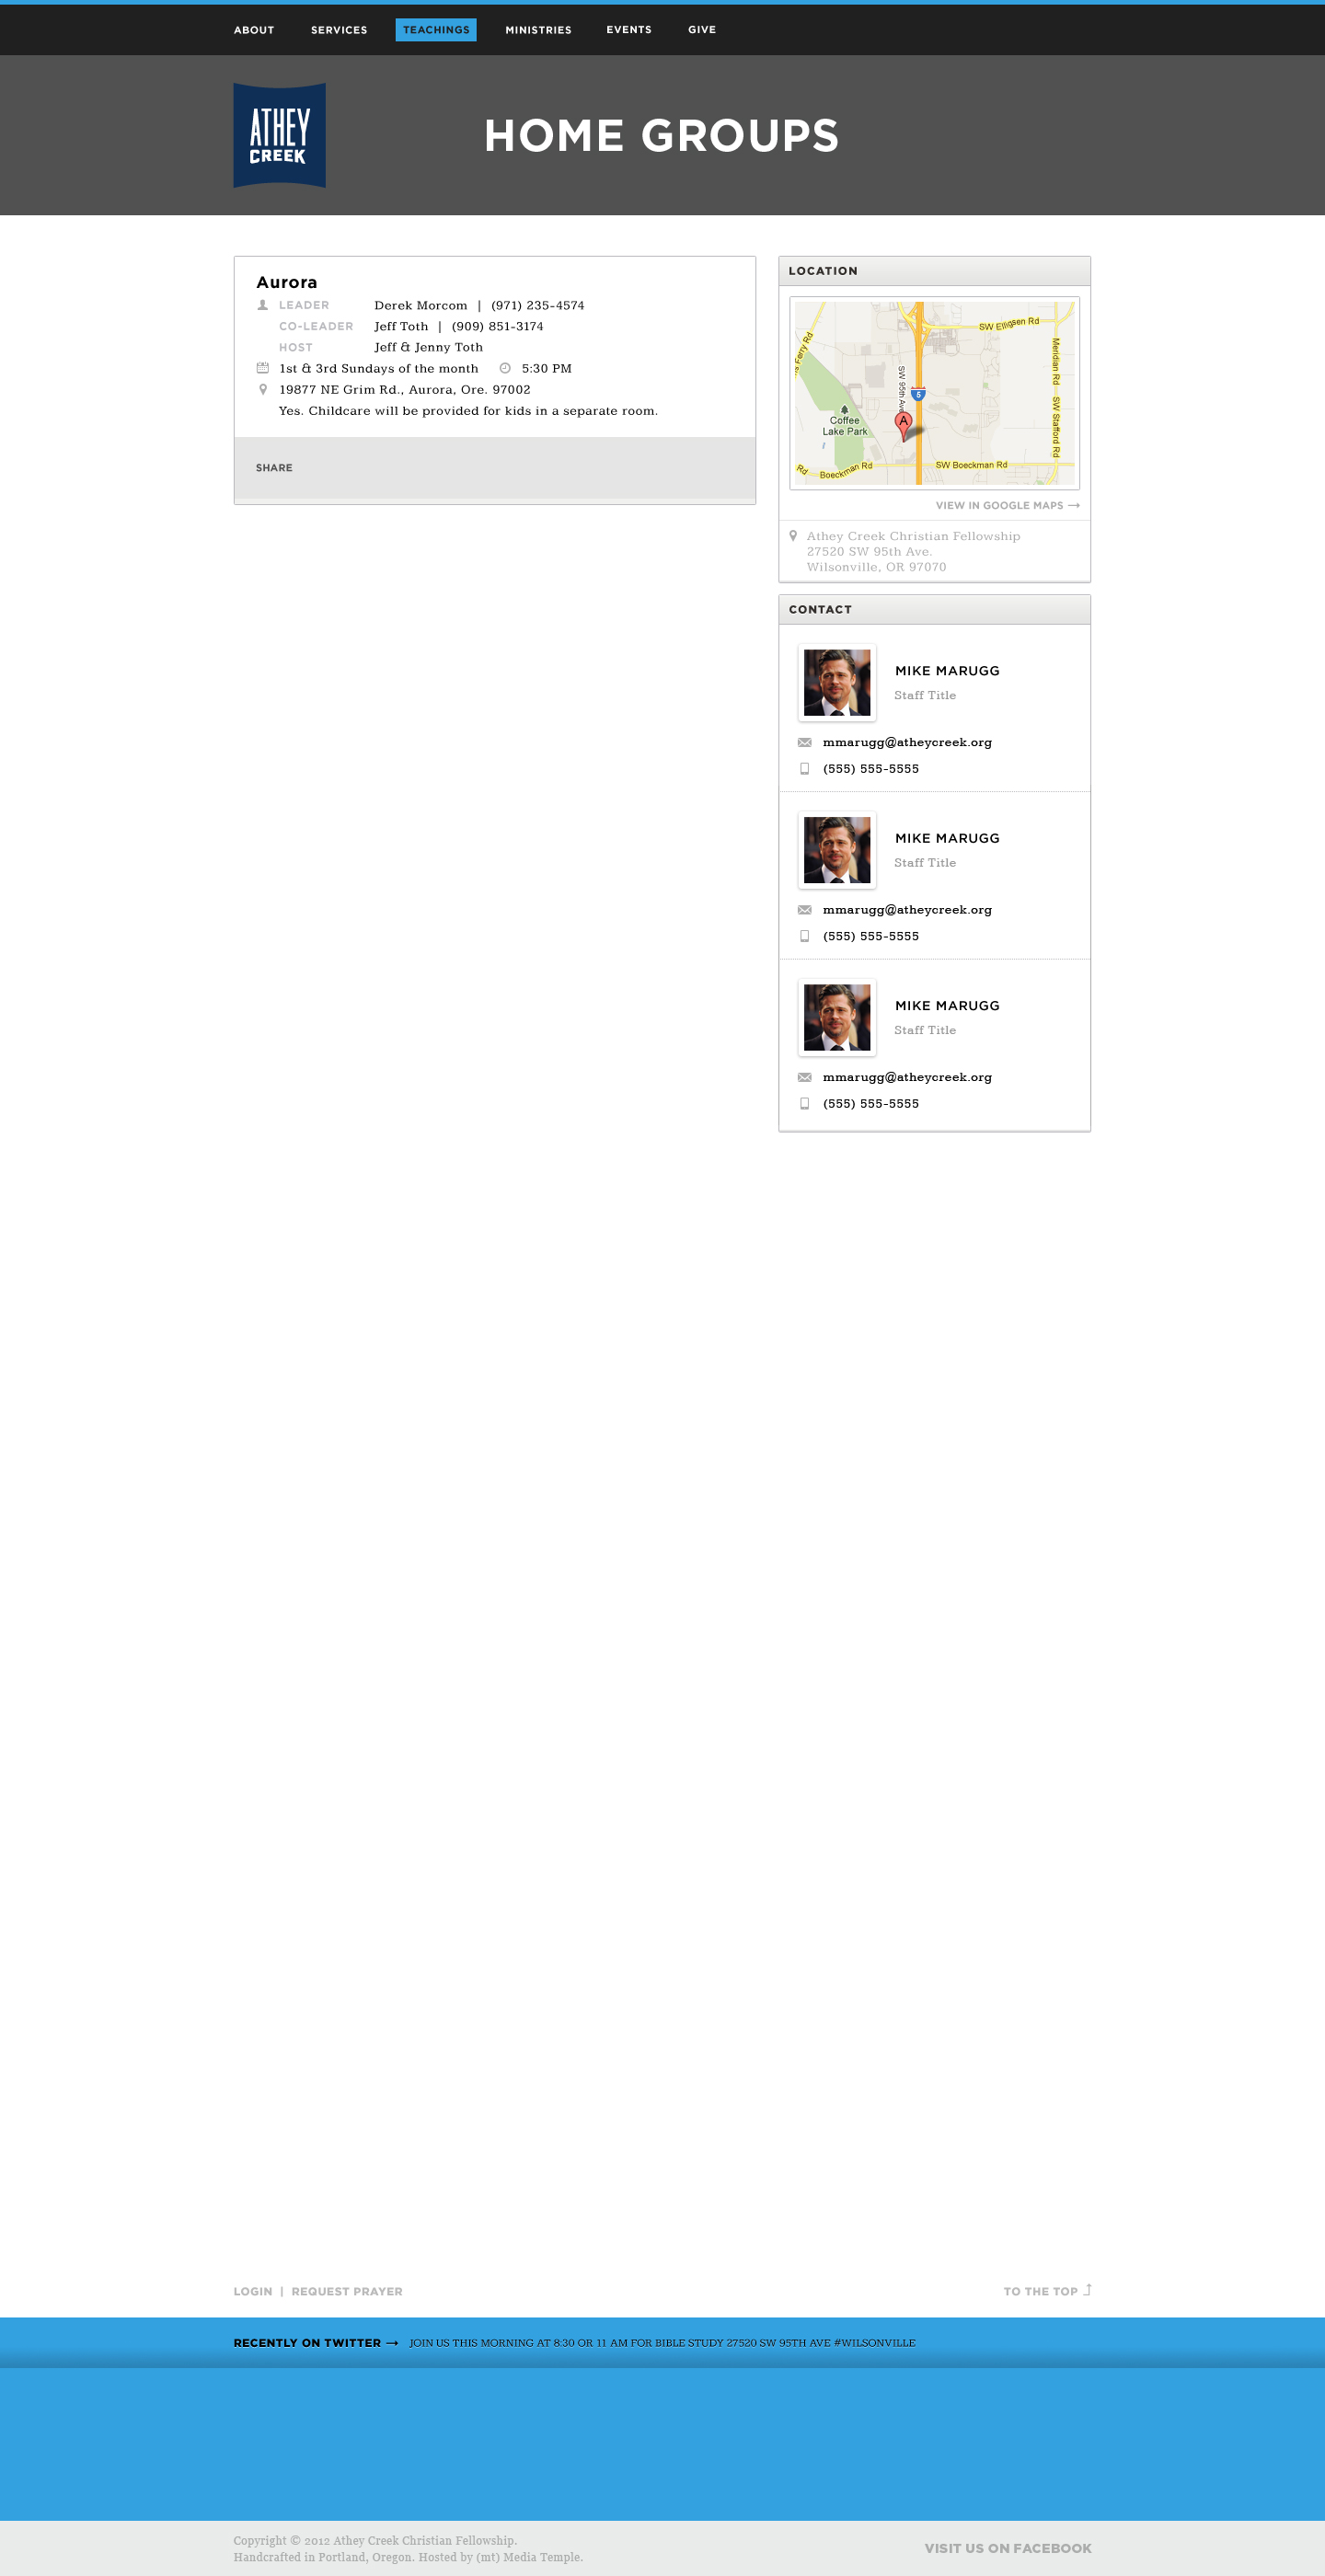 ABOUT SERVICES TEACHINGS MINISTRIES EVENTS GIVE
ATHEY
CREEK
HOME GROUPS
Aurora
LEADER Derek Morcom | (971) 235-4574
CO-LEADER Jeff Toth | (909) 851-3174
HOST Jeff & Jenny Toth
1st & 3rd Sundays of the month 5:30 PM
19877 NE Grim Rd., Aurora, Ore. 97002
Yes. Childcare will be provided for kids in a separate room.
SHARE
LOCATION
SW Elligsen Rd
Ferry Rd
Meridian Rd
SW 95th Ave
5
A
Coffee
Lake Park
SW Stafford Rd
Rd
Boeckman Rd
SW Boeckman Rd
VIEW IN GOOGLE MAPS →
Athey Creek Christian Fellowship
27520 SW 95th Ave.
Wilsonville, OR 97070
CONTACT
MIKE MARUGG
Staff Title
mmarugg@atheycreek.org
(555) 555-5555
MIKE MARUGG
Staff Title
mmarugg@atheycreek.org
(555) 555-5555
MIKE MARUGG
Staff Title
mmarugg@atheycreek.org
(555) 555-5555
LOGIN | REQUEST PRAYER
TO THE TOP
RECENTLY ON TWITTER → JOIN US THIS MORNING AT 8:30 OR 11 AM FOR BIBLE STUDY 27520 SW 95TH AVE #WILSONVILLE
Copyright © 2012 Athey Creek Christian Fellowship.
Handcrafted in Portland, Oregon. Hosted by (mt) Media Temple.
VISIT US ON FACEBOOK